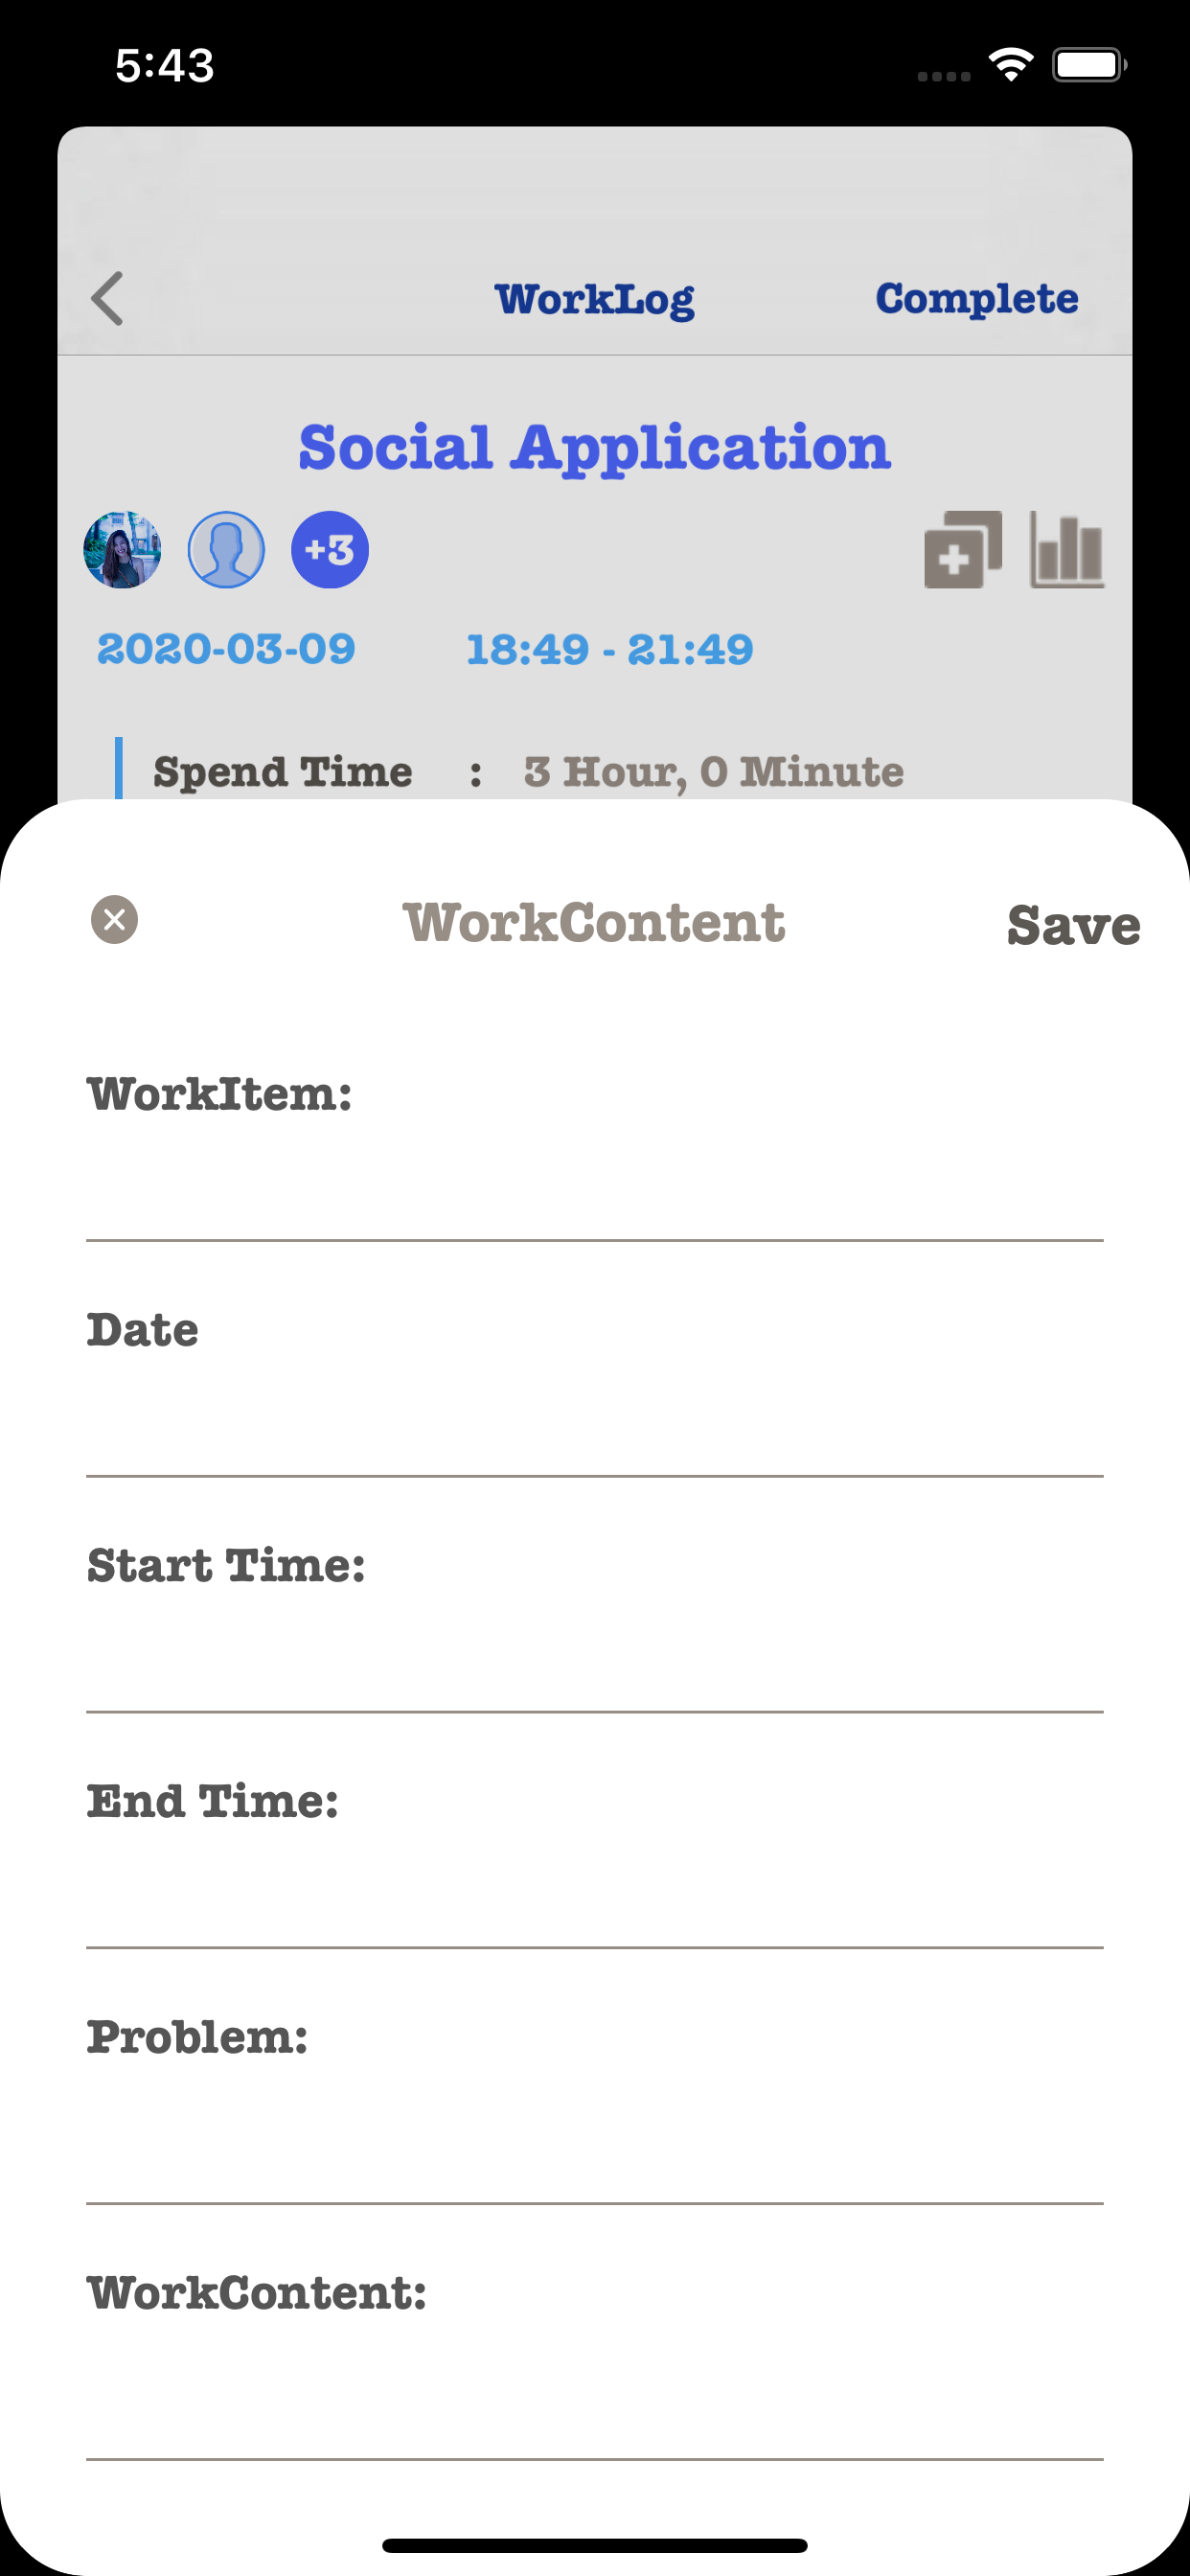 5:43
WorkLog Complete
Social Application
+3
2020-03-09 18:49 - 21:49
Spend Time : 3 Hour, 0 Minute
WorkContent Save
WorkItem:
Date
Start Time:
End Time:
Problem:
WorkContent: